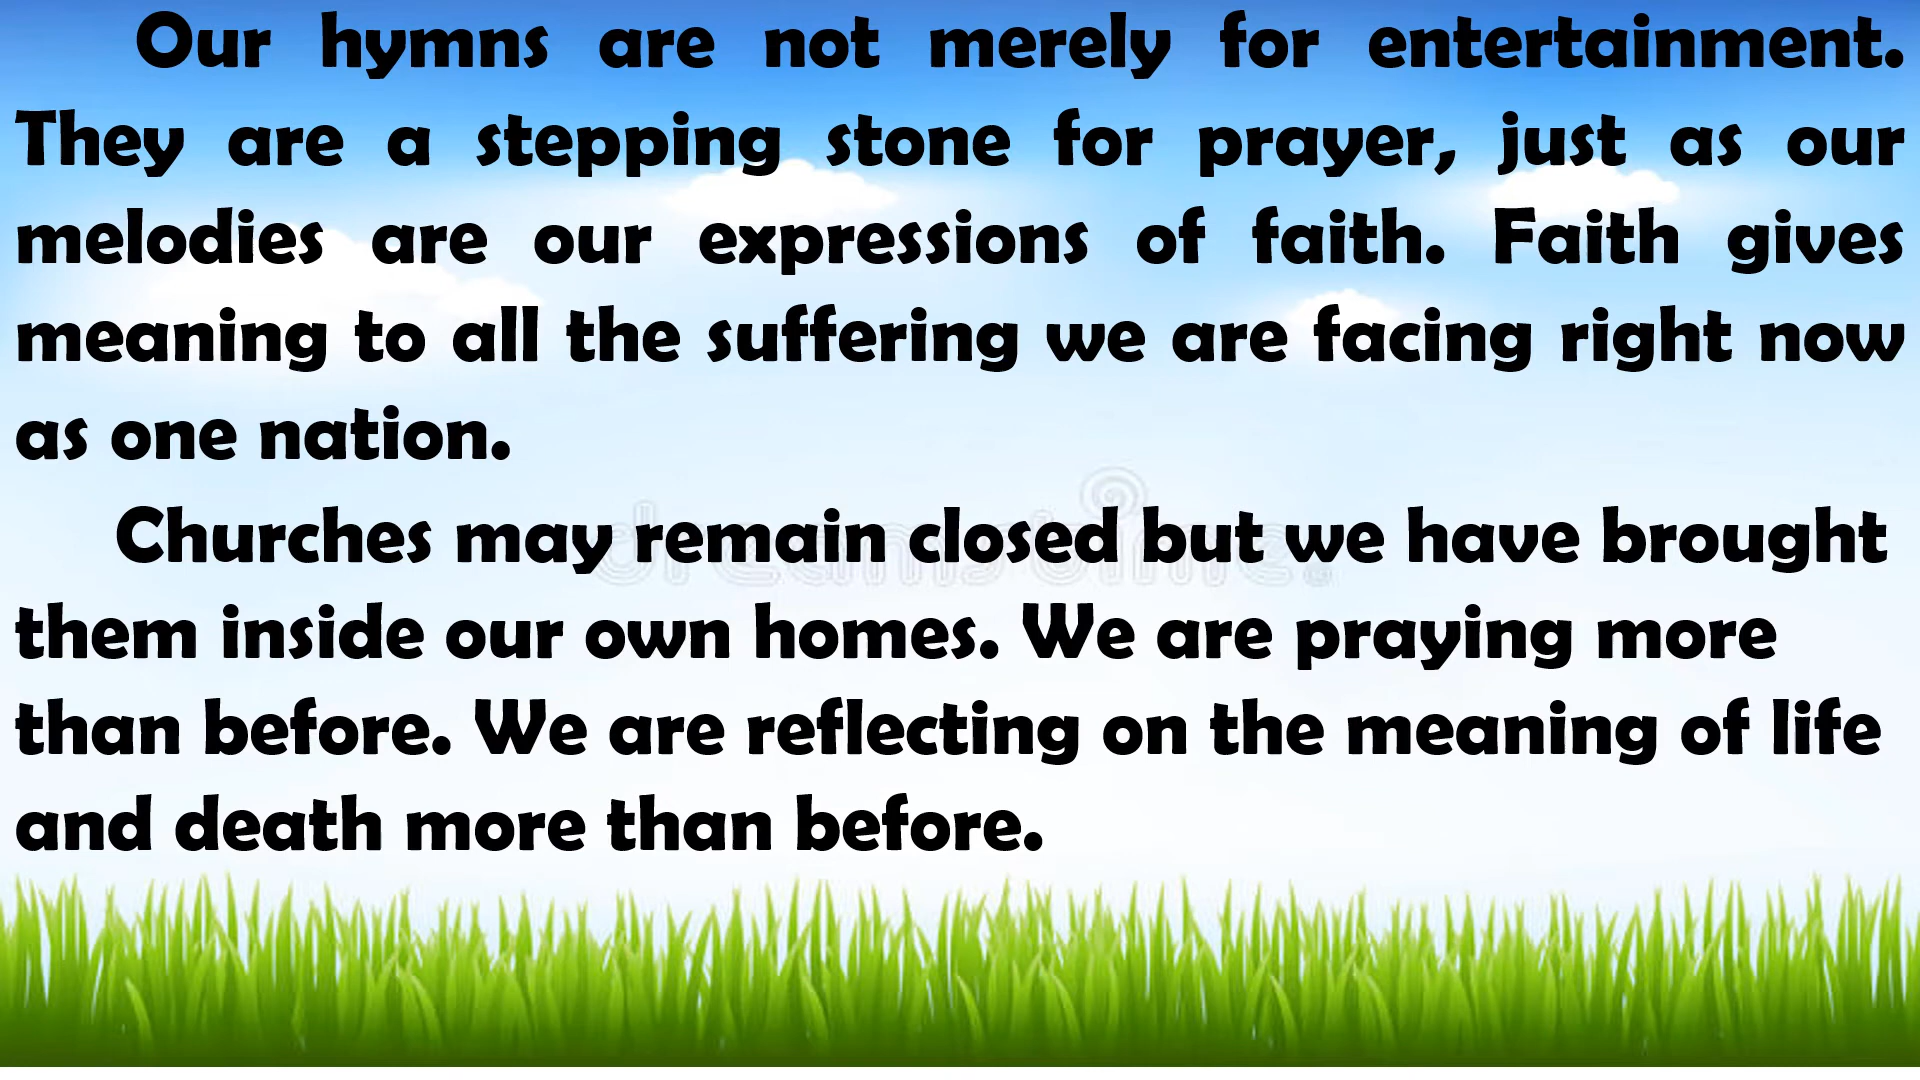 Our hymns are not merely for entertainment.
They are a stepping stone for prayer, just as our
melodies are our expressions of faith. Faith gives
meaning to all the suffering we are facing right now
as one nation.
Churches may remain closed but we have brought
dreamstime.
them inside our own homes. We are praying more
than before. We are reflecting on the meaning of life
and death more than before.